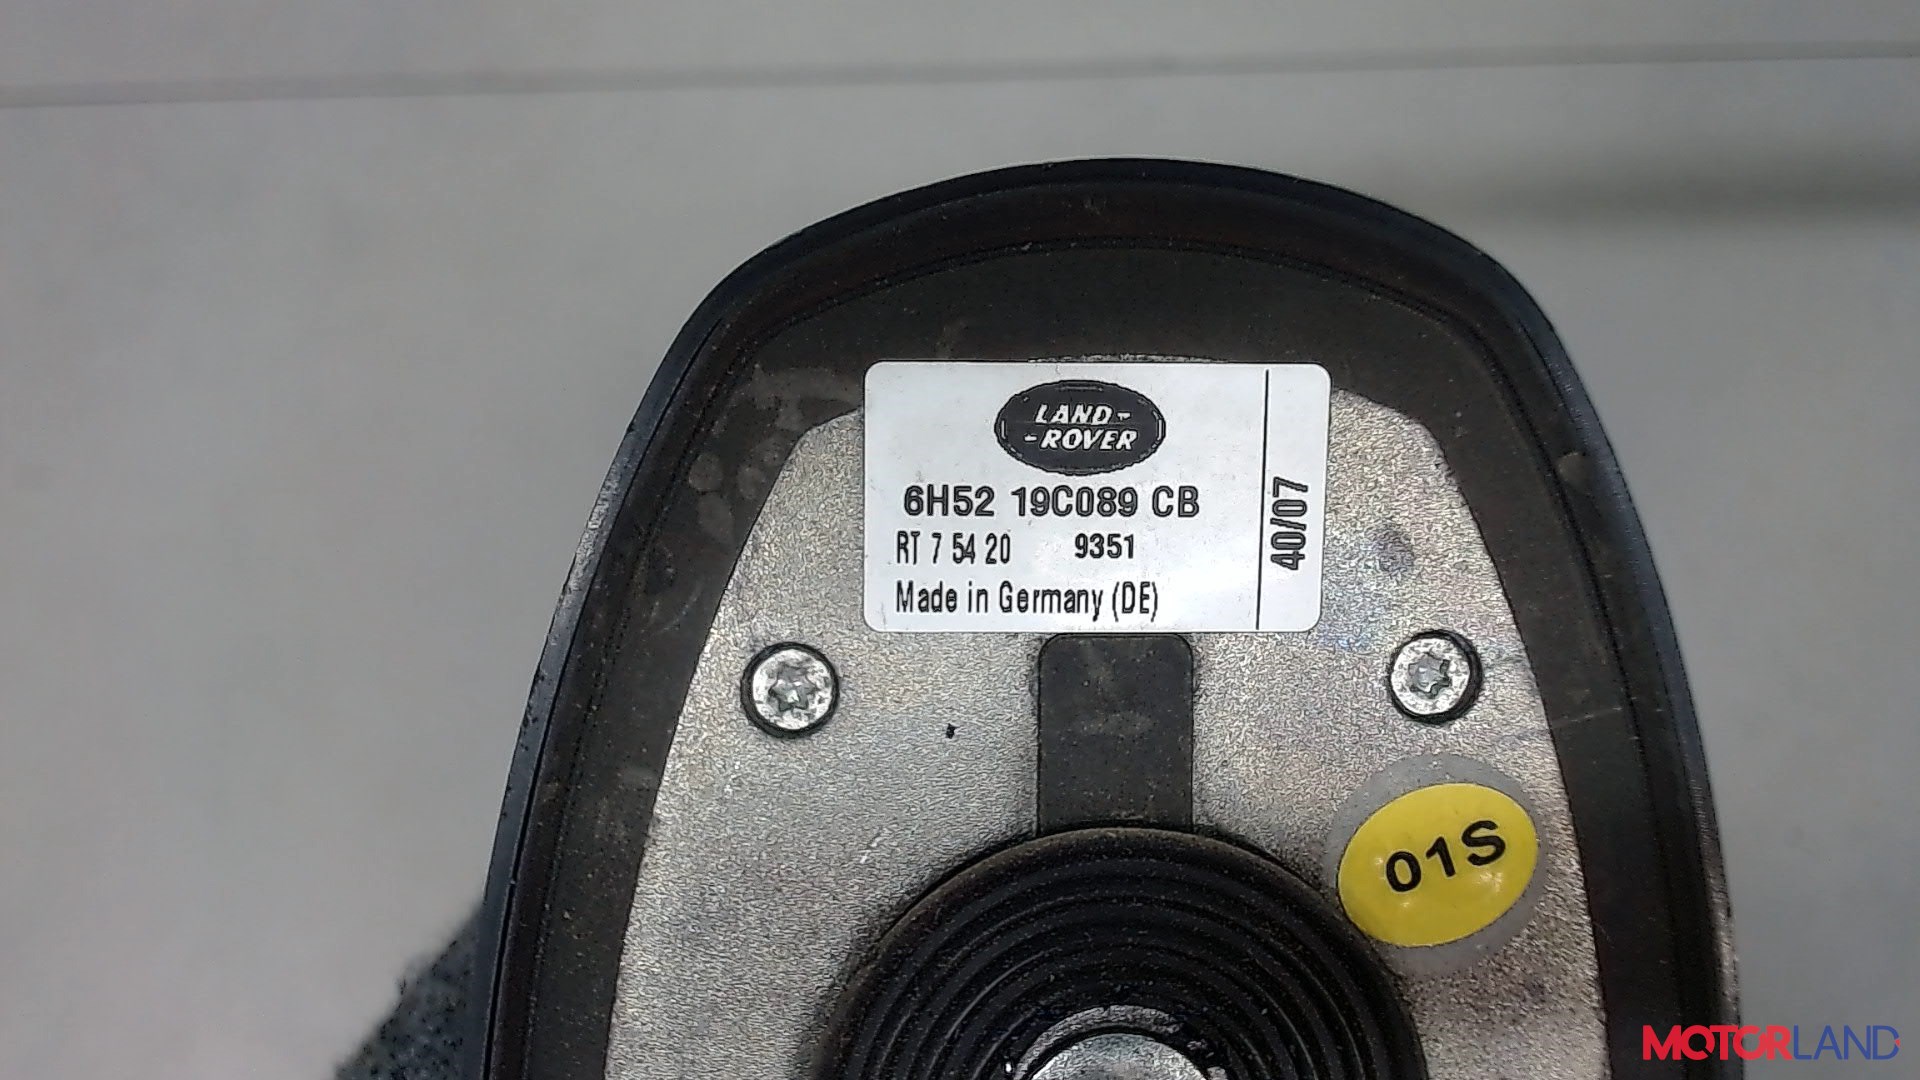 LAND-
-ROVER
6H52 19C089 CB
RT 7 54 20 9351
Made in Germany (DE)
40/07
01S
MOTORLAND